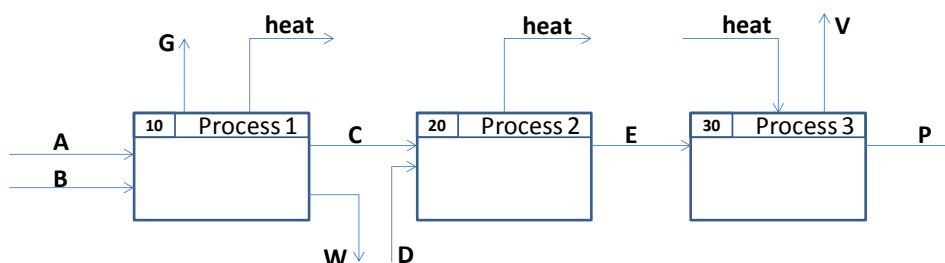 G
heat
heat
heat
V
10 Process 1
20 Process 2
30 Process 3
A
B
C
E
P
W
D